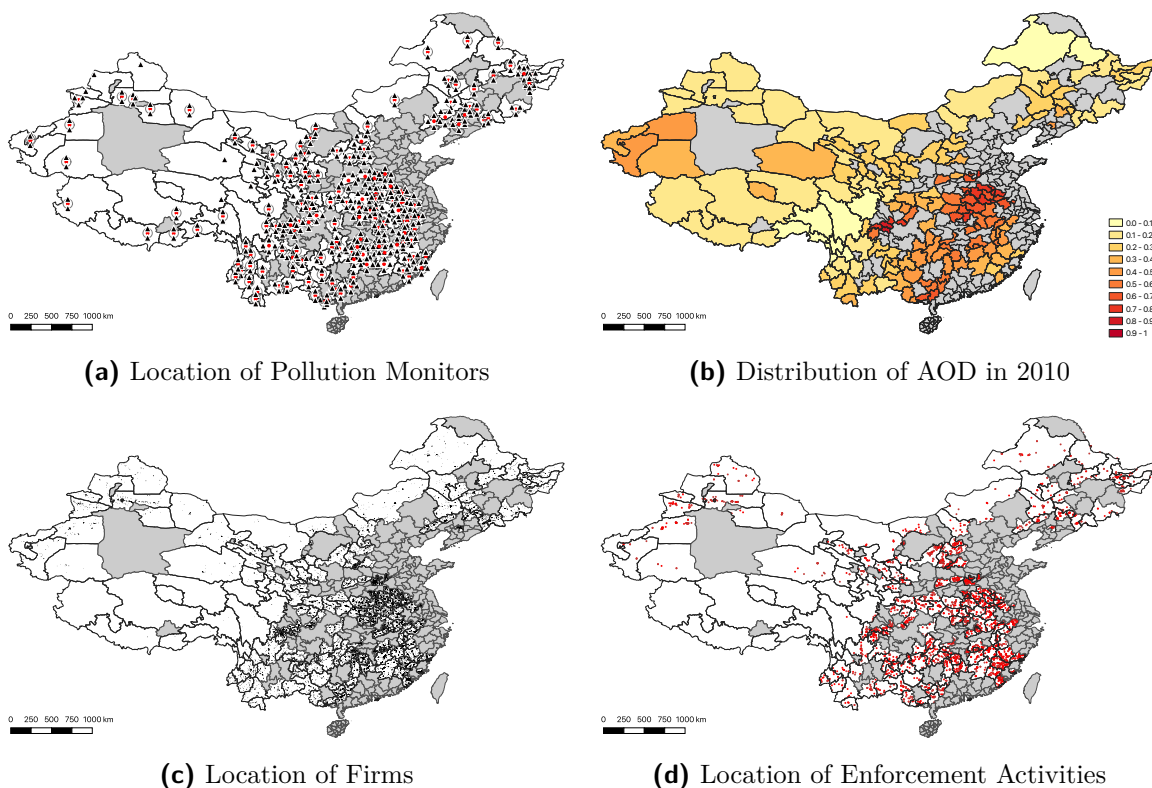 0 250 500 750 1000 km
(a) Location of Pollution Monitors
0.0 - 0.1
0.1 - 0.2
0.2 - 0.3
0.3 - 0.4
0.4 - 0.5
0.5 - 0.6
0.6 - 0.7
0.7 - 0.8
0.8 - 0.9
0.9 - 1
0 250 500 750 1000 km
(b) Distribution of AOD in 2010
0 250 500 750 1000 km
(c) Location of Firms
0 250 500 750 1000 km
(d) Location of Enforcement Activities